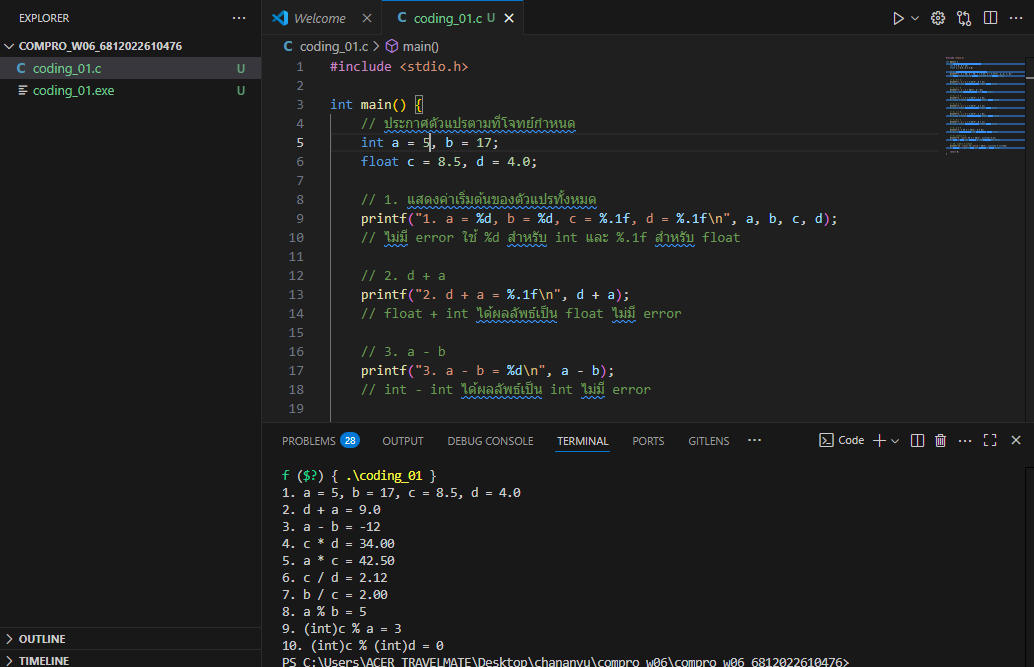 EXPLORER
COMPRO_W06_6812022610476
C coding_01.c U
coding_01.exe U
OUTLINE
TIMELINE
Welcome
C coding_01.c U
C coding_01.c > main()
1 #include <stdio.h>
2
3 int main() {
4 // ประกาศตัวแปรตามที่โจทย์กำหนด
5 int a = 5, b = 17;
6 float c = 8.5, d = 4.0;
7
8 // 1. แสดงค่าเริ่มต้นของตัวแปรทั้งหมด
9 printf("1. a = %d, b = %d, c = %.1f, d = %.1f\n", a, b, c, d);
10 // ไม่มี error ใช้ %d สำหรับ int และ %.1f สำหรับ float
11
12 // 2. d + a
13 printf("2. d + a = %.1f\n", d + a);
14 // float + int ได้ผลลัพธ์เป็น float ไม่มี error
15
16 // 3. a - b
17 printf("3. a - b = %d\n", a - b);
18 // int - int ได้ผลลัพธ์เป็น int ไม่มี error
19
PROBLEMS 28 OUTPUT DEBUG CONSOLE TERMINAL PORTS GITLENS
Code
f ($?) { .\coding_01 }
1. a = 5, b = 17, c = 8.5, d = 4.0
2. d + a = 9.0
3. a - b = -12
4. c * d = 34.00
5. a * c = 42.50
6. c / d = 2.12
7. b / c = 2.00
8. a % b = 5
9. (int)c % a = 3
10. (int)c % (int)d = 0
PS C:\Users\ACER TRAVELMATE\Desktop\chananyu\compro w06\compro w06 6812022610476>